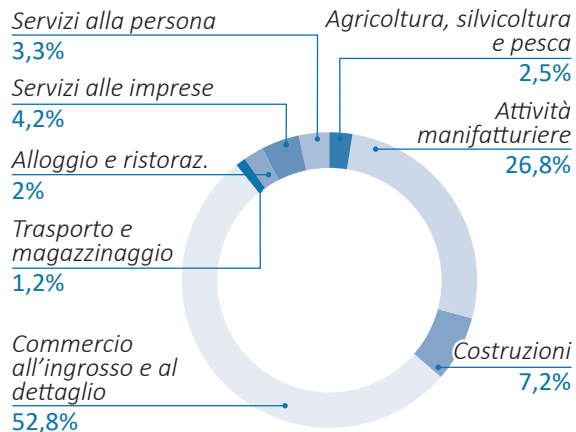 Servizi alla persona
3,3%
Servizi alle imprese
4,2%
Alloggio e ristoraz.
2%
Trasporto e
magazzinaggio
1,2%
Commercio
all’ingrosso e al
dettaglio
52,8%
Agricoltura, silvicoltura
e pesca
2,5%
Attività
manifatturiere
26,8%
Costruzioni
7,2%